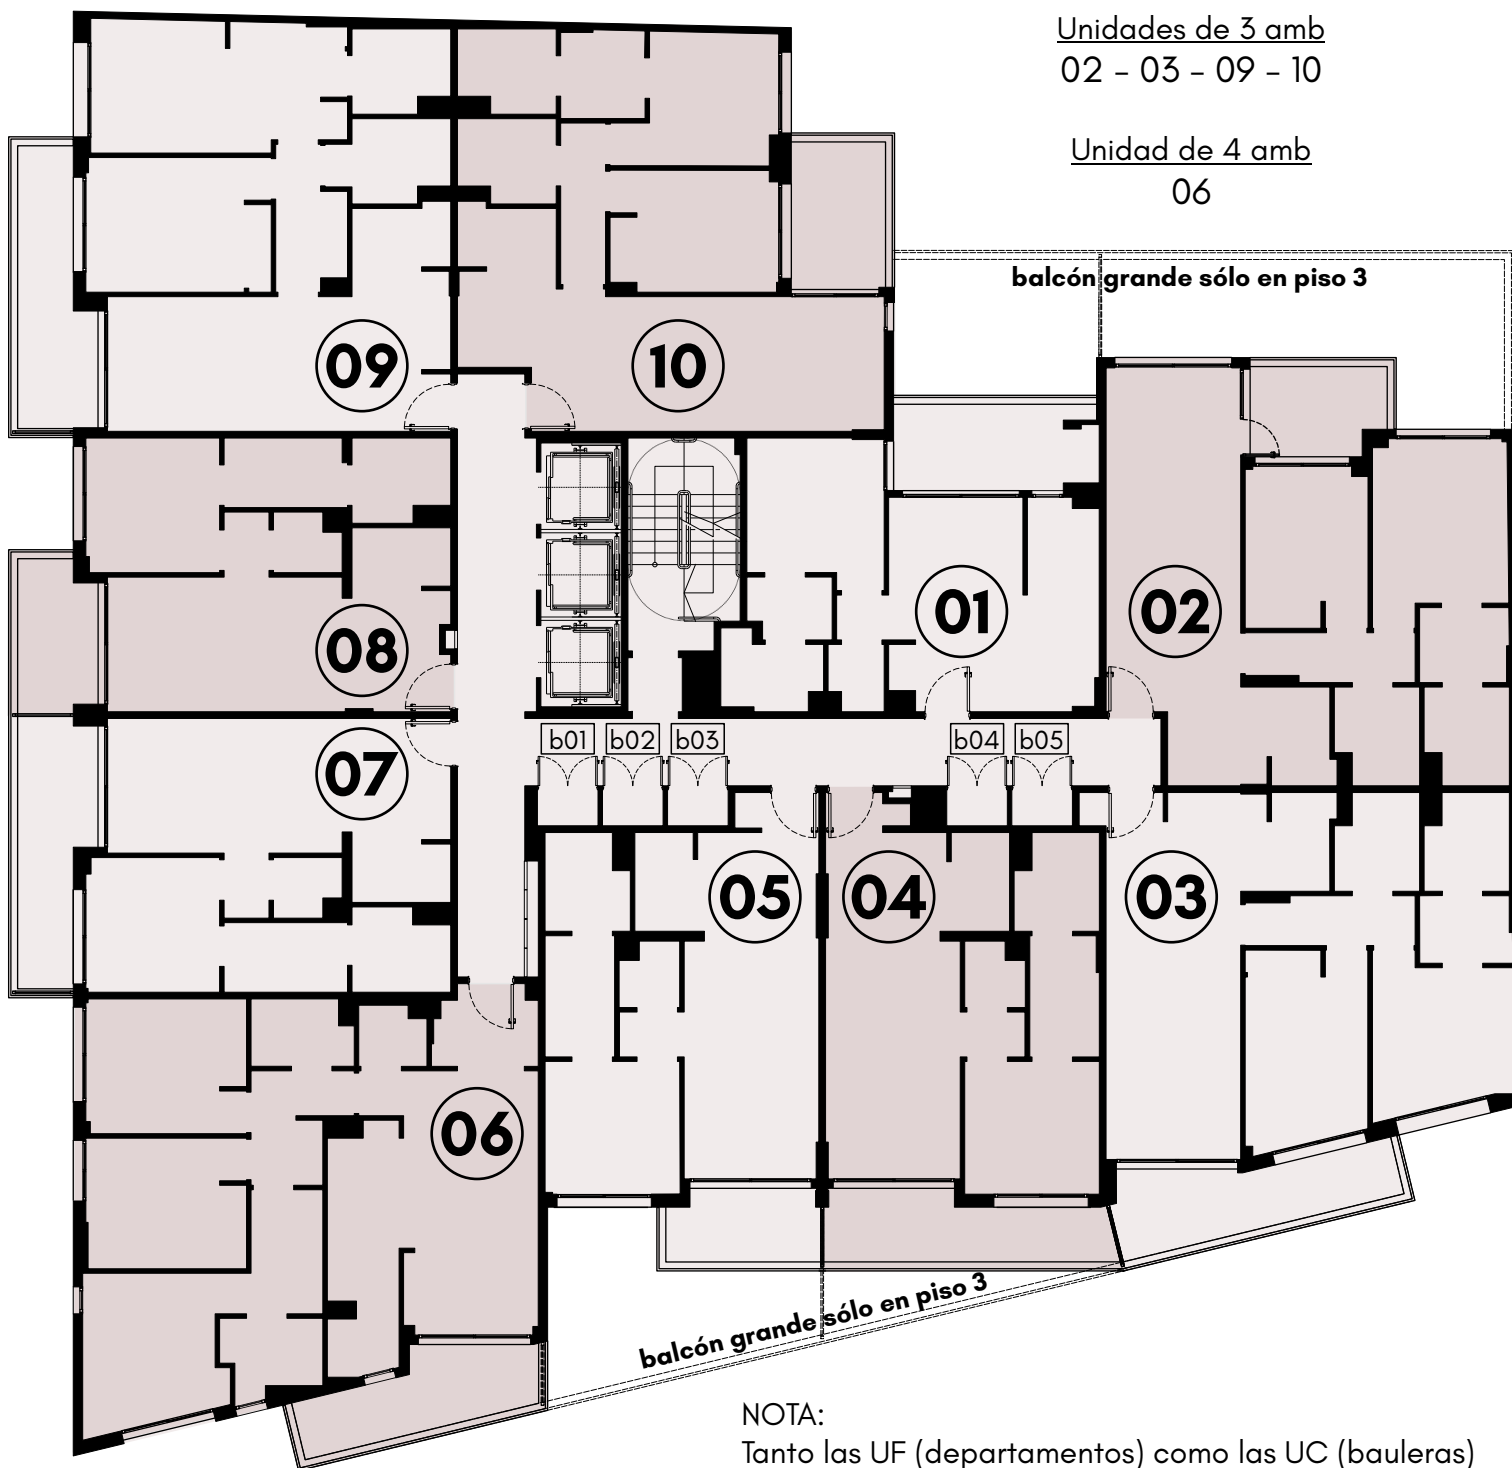 Unidades de 3 amb
02 - 03 - 09 - 10
Unidad de 4 amb
06
balcón grande sólo en piso 3
09
10
08
01
02
07
b01
b02
b03
b04
b05
05
04
03
06
balcón grande sólo en piso 3
NOTA:
Tanto las UF (departamentos) como las UC (bauleras)